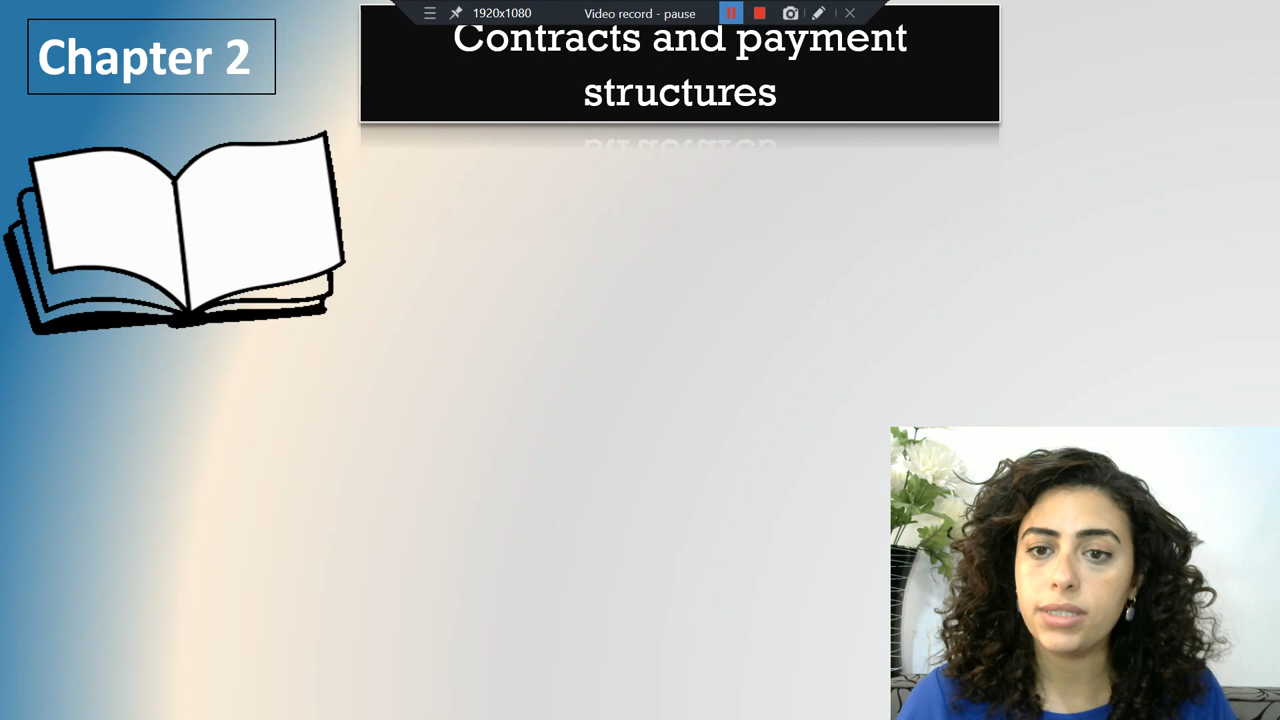 1920x1080
Video record - pause
Chapter 2
Contracts and payment
structures